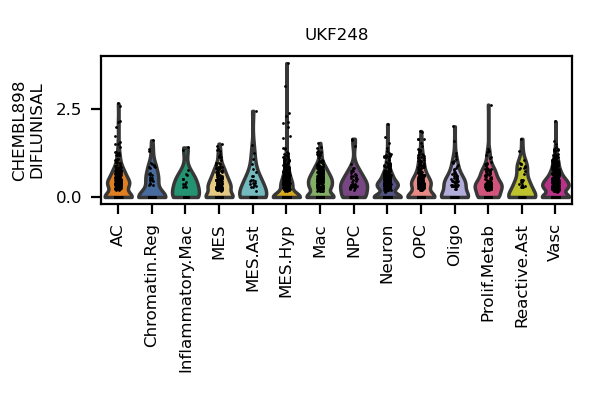 UKF248
CHEMBL898
DIFLUNISAL
2.5
0.0
AC
Chromatin.Reg
Inflammatory.Mac
MES
MES.Ast
MES.Hyp
Mac
NPC
Neuron
OPC
Oligo
Prolif.Metab
Reactive.Ast
Vasc